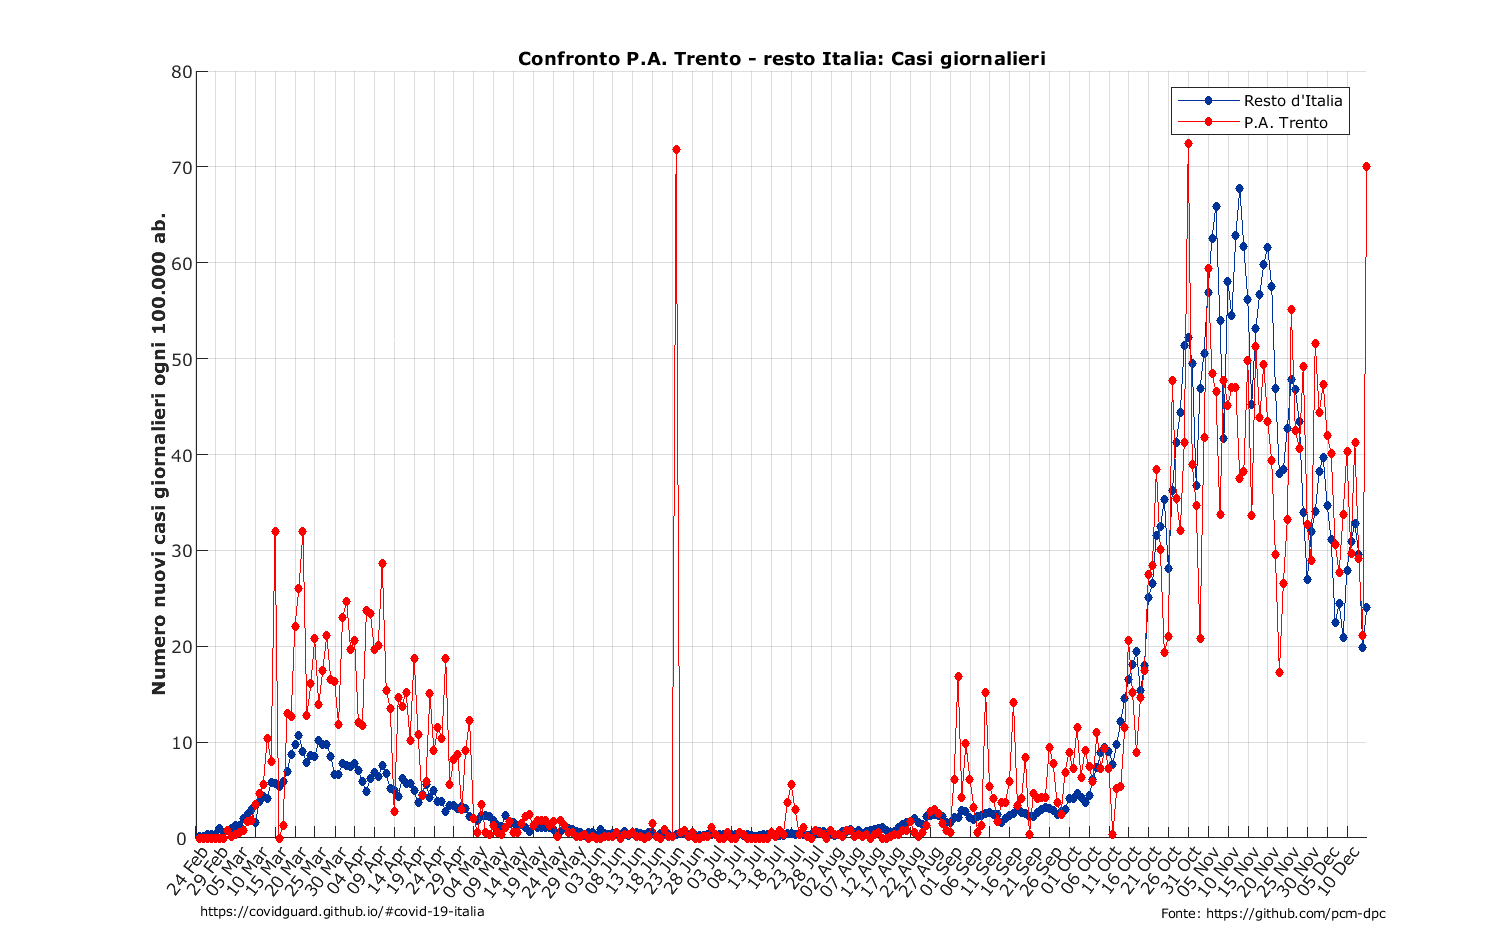 Confronto P.A. Trento - resto Italia: Casi giornalieri
Numero nuovi casi giornalieri ogni 100.000 ab.
80
70
60
50
40
30
20
10
0
Resto d'Italia
P.A. Trento
24 Feb
29 Feb
05 Mar
10 Mar
15 Mar
20 Mar
25 Mar
30 Mar
04 Apr
09 Apr
14 Apr
19 Apr
24 Apr
29 Apr
04 May
09 May
14 May
19 May
24 May
29 May
03 Jun
08 Jun
13 Jun
18 Jun
23 Jun
28 Jun
03 Jul
08 Jul
13 Jul
18 Jul
23 Jul
28 Jul
02 Aug
07 Aug
12 Aug
17 Aug
22 Aug
27 Aug
01 Sep
06 Sep
11 Sep
16 Sep
21 Sep
26 Sep
01 Oct
06 Oct
11 Oct
16 Oct
21 Oct
26 Oct
31 Oct
05 Nov
10 Nov
15 Nov
20 Nov
25 Nov
30 Nov
05 Dec
10 Dec
https://covidguard.github.io/#covid-19-italia
Fonte: https://github.com/pcm-dpc